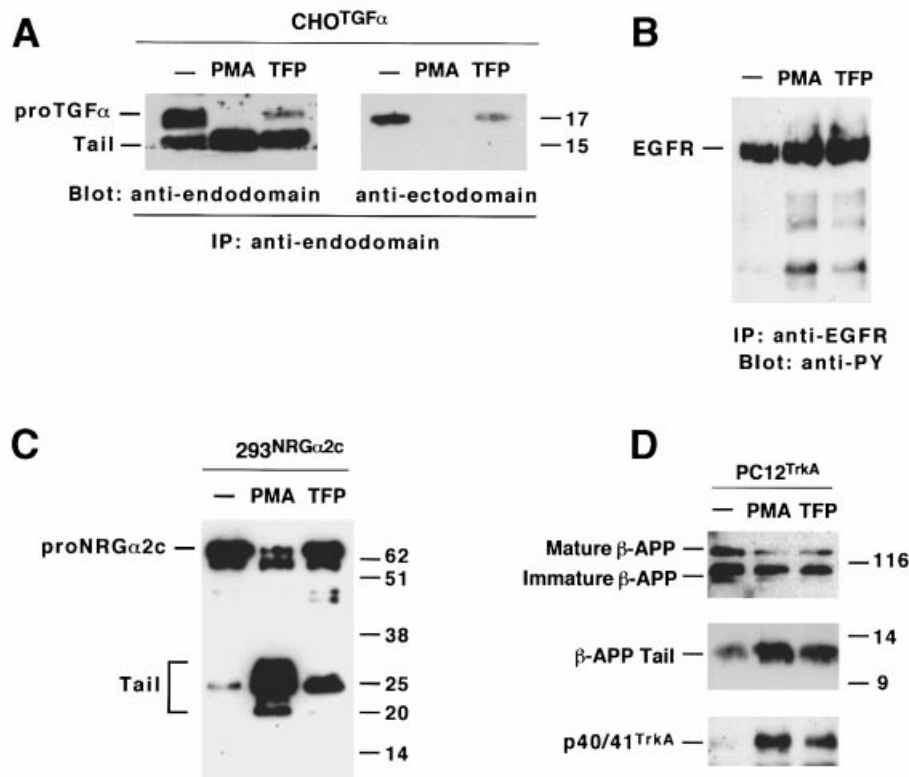 A
CHO^TGFα
— PMA TFP
— PMA TFP
proTGFα —
Tail —
— 17
— 15
Blot: anti-endodomain
anti-ectodomain
IP: anti-endodomain
B
— PMA TFP
EGFR —
IP: anti-EGFR
Blot: anti-PY
C
293^NRGα2c
— PMA TFP
proNRGα2c —
— 62
— 51
— 38
Tail
— 25
— 20
— 14
D
PC12^TrkA
— PMA TFP
Mature β-APP
— 116
Immature β-APP
— 14
β-APP Tail —
— 9
p40/41^TrkA —